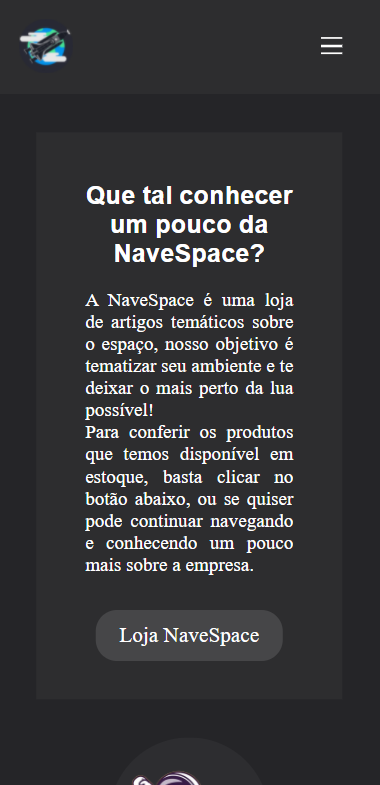 Que tal conhecer
um pouco da
NaveSpace?
A NaveSpace é uma loja
de artigos temáticos sobre
o espaço, nosso objetivo é
tematizar seu ambiente e te
deixar o mais perto da lua
possível!
Para conferir os produtos
que temos disponível em
estoque, basta clicar no
botão abaixo, ou se quiser
pode continuar navegando
e conhecendo um pouco
mais sobre a empresa.
Loja NaveSpace